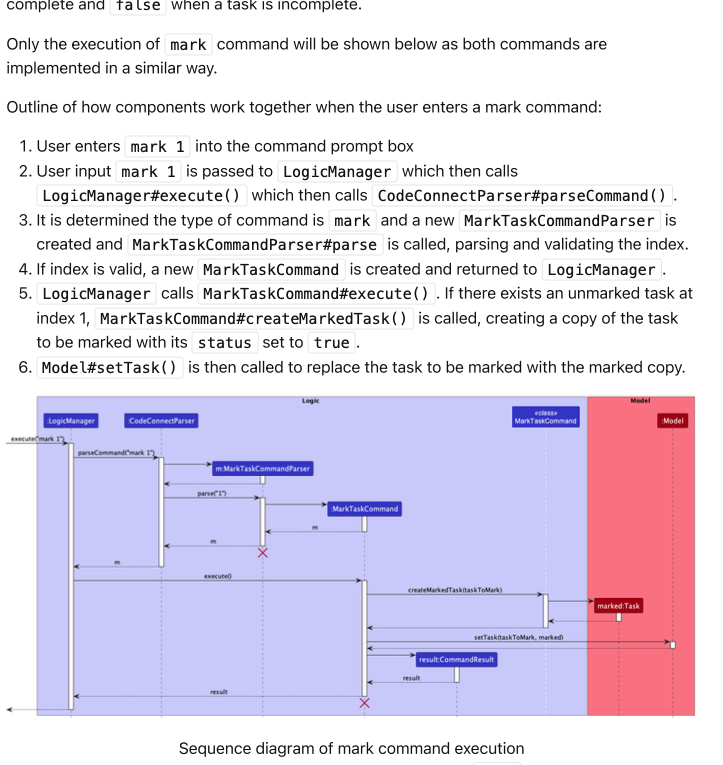 complete and false when a task is incomplete.
Only the execution of mark command will be shown below as both commands are
implemented in a similar way.
Outline of how components work together when the user enters a mark command:
1. User enters mark 1 into the command prompt box
2. User input mark 1 is passed to LogicManager which then calls
LogicManager#execute() which then calls CodeConnectParser#parseCommand() .
3. It is determined the type of command is mark and a new MarkTaskCommandParser is
created and MarkTaskCommandParser#parse is called, parsing and validating the index.
4. If index is valid, a new MarkTaskCommand is created and returned to LogicManager .
5. LogicManager calls MarkTaskCommand#execute() . If there exists an unmarked task at
index 1, MarkTaskCommand#createMarkedTask() is called, creating a copy of the task
to be marked with its status set to true .
6. Model#setTask() is then called to replace the task to be marked with the marked copy.
Logic
Model
:LogicManager
:CodeConnectParser
«class»
MarkTaskCommand
:Model
execute("mark 1")
parseCommand("mark 1")
m:MarkTaskCommandParser
parse("1")
:MarkTaskCommand
m
m
m
execute()
createMarkedTask(taskToMark)
marked:Task
setTask(taskToMark, marked)
result:CommandResult
result
result
Sequence diagram of mark command execution